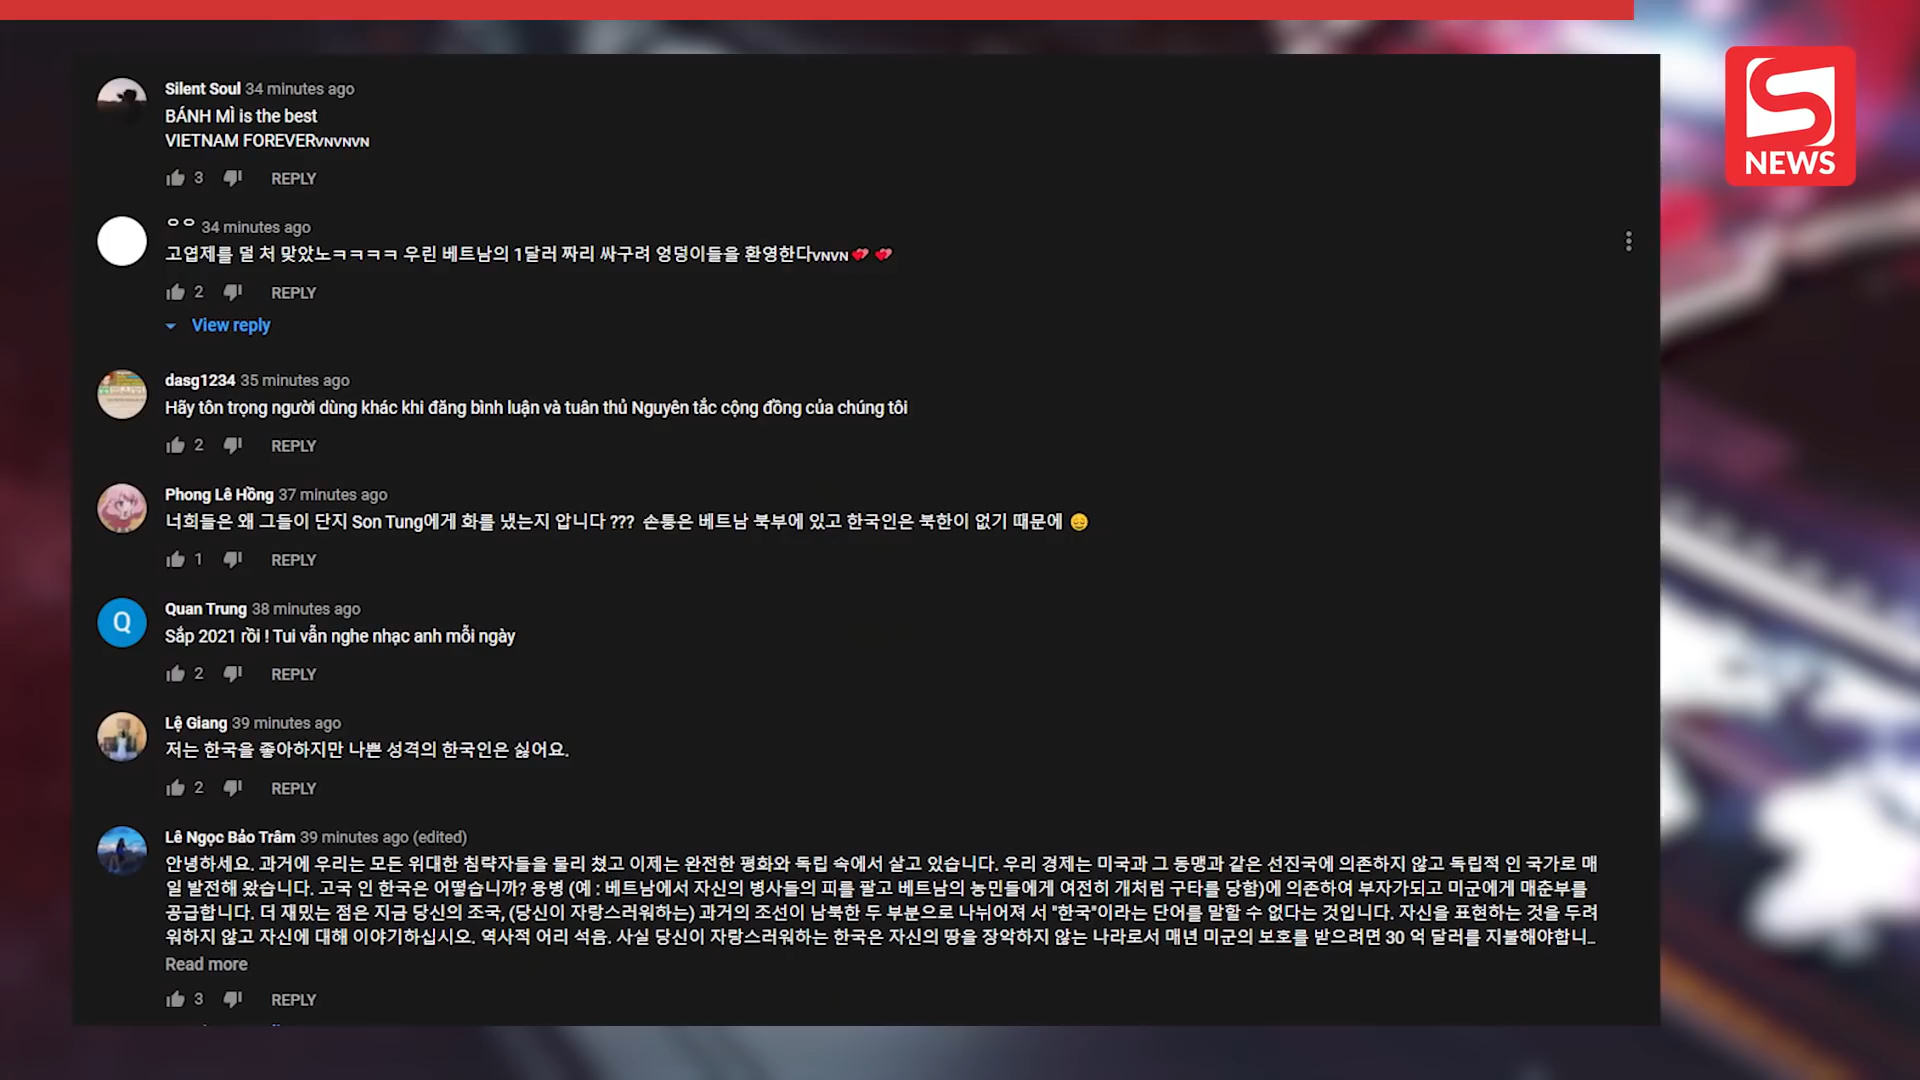 NEWS
Silent Soul 34 minutes ago
BÁNH MÌ is the best
VIETNAM FOREVERVNVNVN
3 REPLY
ㅇㅇ 34 minutes ago
고엽제를 덜 처 맞았노ㅋㅋㅋㅋ 우린 베트남의 1달러 짜리 싸구려 엉덩이들을 환영한다VNVN💕 💕
2 REPLY
View reply
dasg1234 35 minutes ago
Hãy tôn trọng người dùng khác khi đăng bình luận và tuân thủ Nguyên tắc cộng đồng của chúng tôi
2 REPLY
Phong Lê Hồng 37 minutes ago
너희들은 왜 그들이 단지 Son Tung에게 화를 냈는지 압니다 ??? 손통은 베트남 북부에 있고 한국인은 북한이 없기 때문에 😑
1 REPLY
Q
Quan Trung 38 minutes ago
Sắp 2021 rồi ! Tui vẫn nghe nhạc anh mỗi ngày
2 REPLY
Lệ Giang 39 minutes ago
저는 한국을 좋아하지만 나쁜 성격의 한국인은 싫어요.
2 REPLY
Lê Ngọc Bảo Trâm 39 minutes ago (edited)
안녕하세요. 과거에 우리는 모든 위대한 침략자들을 물리 쳤고 이제는 완전한 평화와 독립 속에서 살고 있습니다. 우리 경제는 미국과 그 동맹과 같은 선진국에 의존하지 않고 독립적 인 국가로 매
일 발전해 왔습니다. 고국 인 한국은 어떻습니까? 용병 (예 : 베트남에서 자신의 병사들의 피를 팔고 베트남의 농민들에게 여전히 개처럼 구타를 당함)에 의존하여 부자가되고 미군에게 매춘부를
공급합니다. 더 재밌는 점은 지금 당신의 조국, (당신이 자랑스러워하는) 과거의 조선이 남북한 두 부분으로 나뉘어져 서 "한국"이라는 단어를 말할 수 없다는 것입니다. 자신을 표현하는 것을 두려
워하지 않고 자신에 대해 이야기하십시오. 역사적 어리 석음. 사실 당신이 자랑스러워하는 한국은 자신의 땅을 장악하지 않는 나라로서 매년 미군의 보호를 받으려면 30 억 달러를 지불해야합니...
Read more
3 REPLY